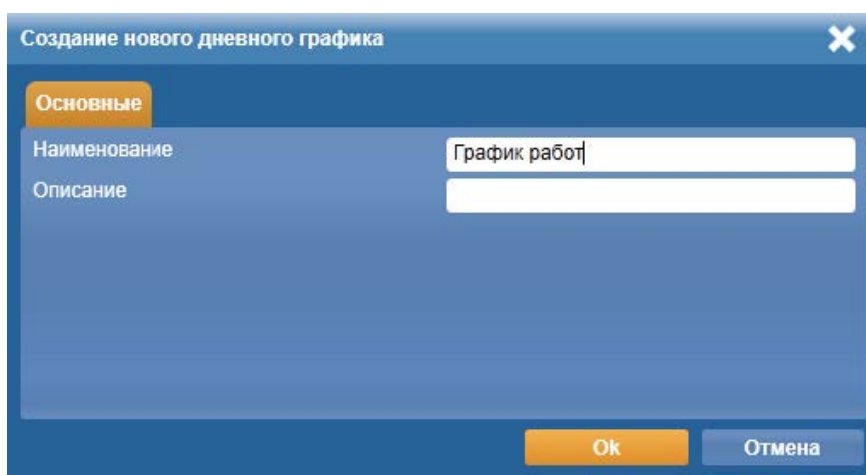 Создание нового дневного графика
Основные
Наименование График работ
Описание
Ok Отмена